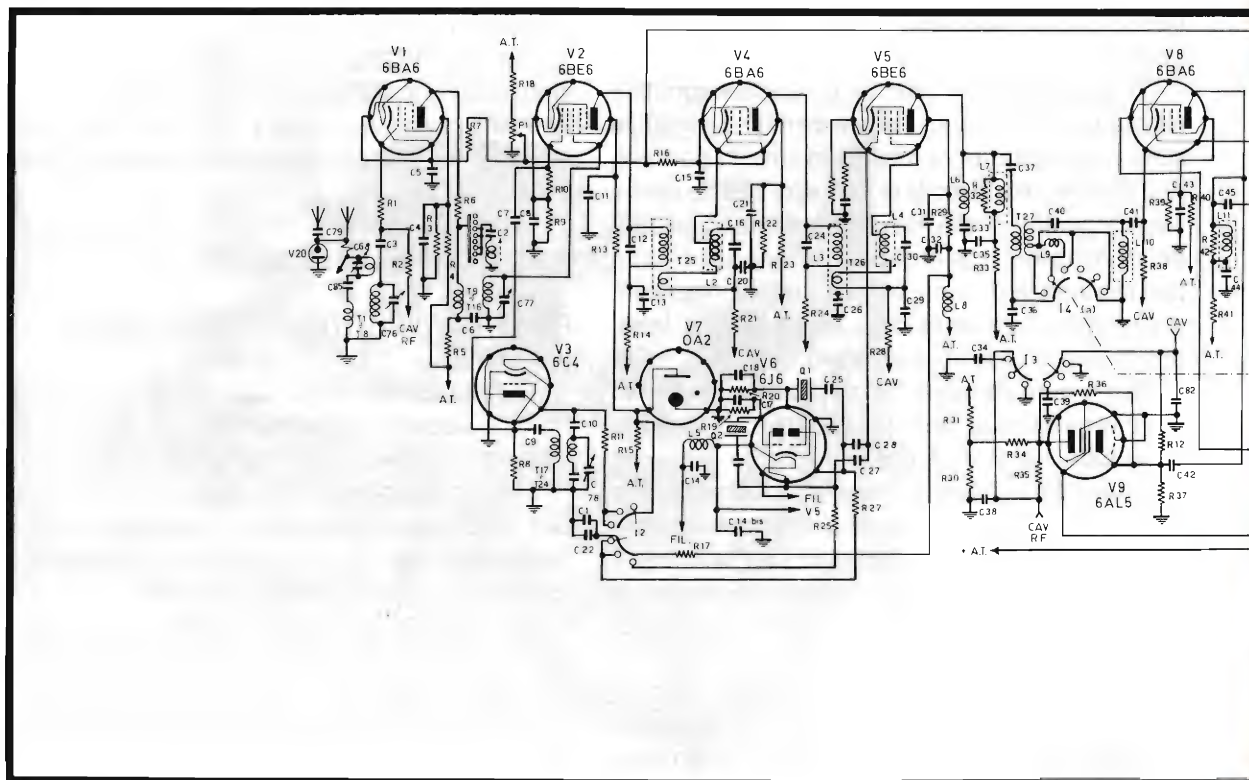 A.T.
V1
6BA6
V2
6BE6
V4
6BA6
V5
6BE6
V8
6BA6
R18
P1
R7
C5
R16
C15
R1
C79
C3
R2
C4
R3
R4
R6
C2
C7
C8
R10
R9
C11
R13
C12
T25
L2
C16
C21
C20
R22
R23
C24
L3
T26
L4
C30
C31
R29
C32
L6
C33
R32
L7
C37
C35
R33
T27
C40
L9
C41
L10
R38
R39
C43
R40
C45
L11
R42
C44
V20
C68
C85
T1
T8
C76
CAV
RF
T9
T16
C6
R5
A.T.
C77
C13
R14
A.T.
R21
CAV
R24
A.T.
C26
R28
CAV
C29
L8
A.T.
A.T.
C36
I4 (a)
CAV
CAV
A.T.
R41
A.T.
V3
6C4
V7
OA2
V6
6J6
C18
R20
C17
R19
Q2
Q1
C25
C34
I3
C39
R36
C82
A.T.
R31
R34
R35
R30
C38
CAV
RF
V9
6AL5
R12
C42
R37
C9
R8
T17
T24
C10
C78
R11
R15
A.T.
L5
C14
FIL
V5
C14 bis
FIL.
C28
C27
R27
R25
R17
C1
C22
I2
+ A.T.